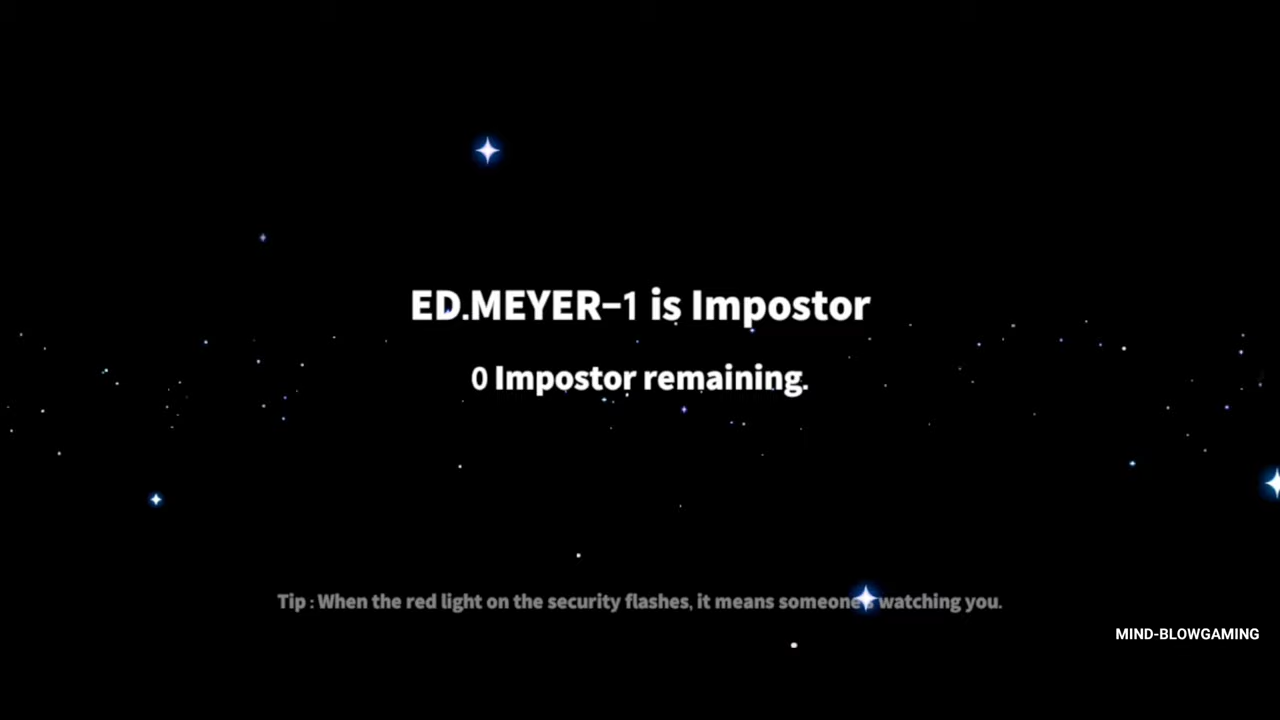 ED.MEYER-1 is Impostor
0 Impostor remaining.
Tip : When the red light on the security flashes, it means someone's watching you.
MIND-BLOWGAMING